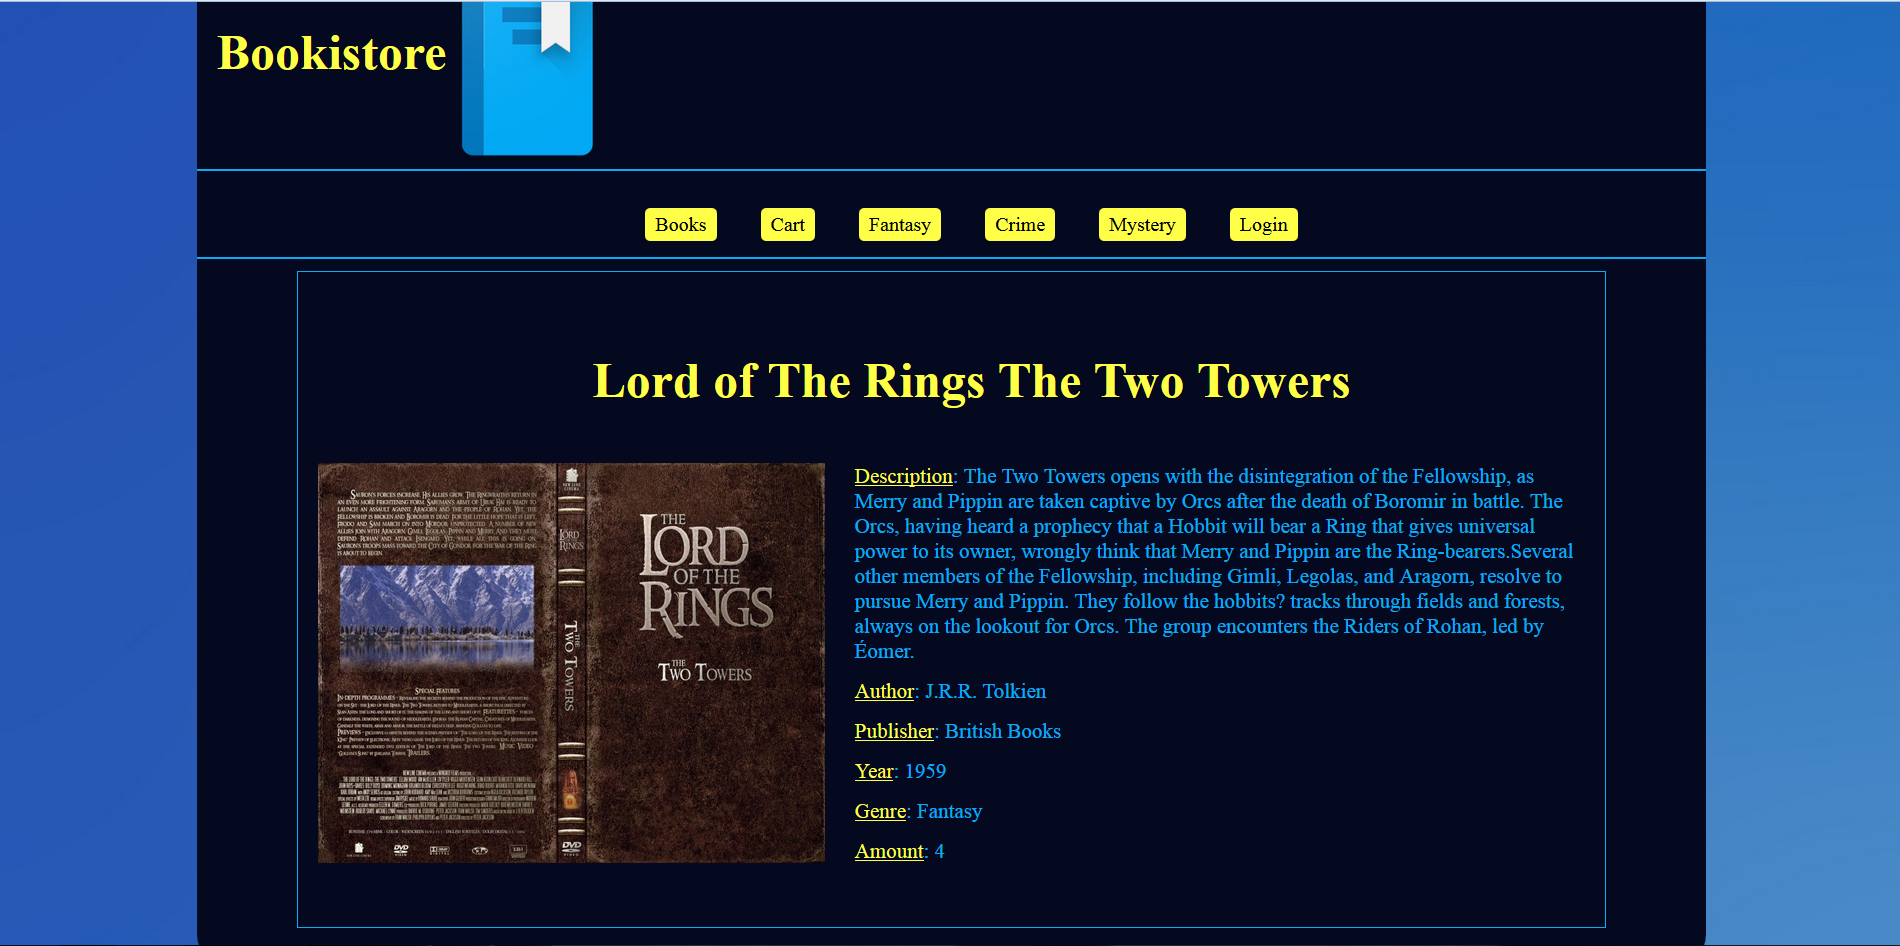 Bookistore
Books
Cart
Fantasy
Crime
Mystery
Login
Lord of The Rings The Two Towers
SAURON'S FORCES INCREASE. HIS ALLIES GROW. THE RINGWRAITHS RETURN IN
AN EVEN MORE FRIGHTENING FORM. SARUMAN'S ARMY OF URUK HAI IS READY TO
LAUNCH AN ASSAULT AGAINST ARAGORN AND THE PEOPLE OF ROHAN. YET, THE
FELLOWSHIP IS BROKEN AND BOROMIR IS DEAD. FOR THE LITTLE HOPE THAT IS LEFT,
FRODO AND SAM MARCH ON INTO MORDOR, UNPROTECTED. A NUMBER OF NEW
ALLIES JOIN WITH ARAGORN, GIMLI, LEGOLAS, PIPPIN AND MERRY. AND THEY MUST
DEFEND ROHAN AND ATTACK ISENGARD. YET, WHILE ALL THIS IS GOING ON,
SAURON'S TROOPS MASS TOWARD THE CITY OF GONDOR, FOR THE WAR OF THE RING
IS ABOUT TO BEGIN.
SPECIAL FEATURES
IN-DEPTH PROGRAMMES
PREVIEWS
NEW LINE
CINEMA
LORD
OF THE
RINGS
THE
TWO TOWERS
DVD
VIDEO
THE
LORD
OF THE
RINGS
THE
TWO TOWERS
DVD
Description: The Two Towers opens with the disintegration of the Fellowship, as
Merry and Pippin are taken captive by Orcs after the death of Boromir in battle. The
Orcs, having heard a prophecy that a Hobbit will bear a Ring that gives universal
power to its owner, wrongly think that Merry and Pippin are the Ring-bearers.Several
other members of the Fellowship, including Gimli, Legolas, and Aragorn, resolve to
pursue Merry and Pippin. They follow the hobbits? tracks through fields and forests,
always on the lookout for Orcs. The group encounters the Riders of Rohan, led by
Éomer.
Author: J.R.R. Tolkien
Publisher: British Books
Year: 1959
Genre: Fantasy
Amount: 4